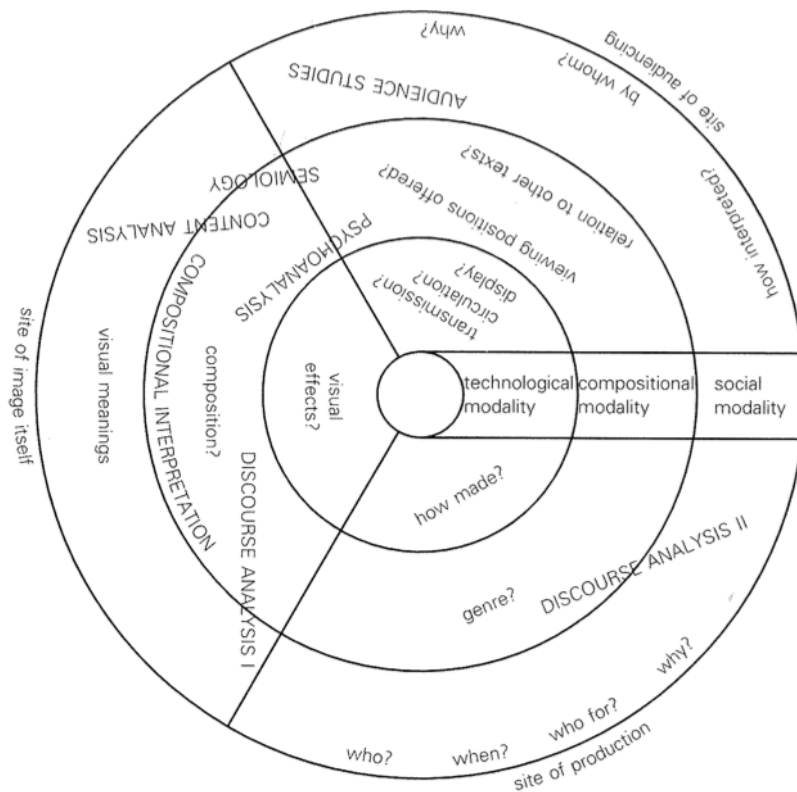 site of audiencing
why?
by whom?
how interpreted?
AUDIENCE STUDIES
relation to other texts?
viewing positions offered?
transmission?
circulation?
display?
SEMIOLOGY
CONTENT ANALYSIS
PSYCHOANALYSIS
COMPOSITIONAL INTERPRETATION
site of image itself
visual meanings
composition?
visual
effects?
DISCOURSE ANALYSIS I
technological
modality
compositional
modality
social
modality
how made?
genre?
DISCOURSE ANALYSIS II
who?
when?
who for?
why?
site of production